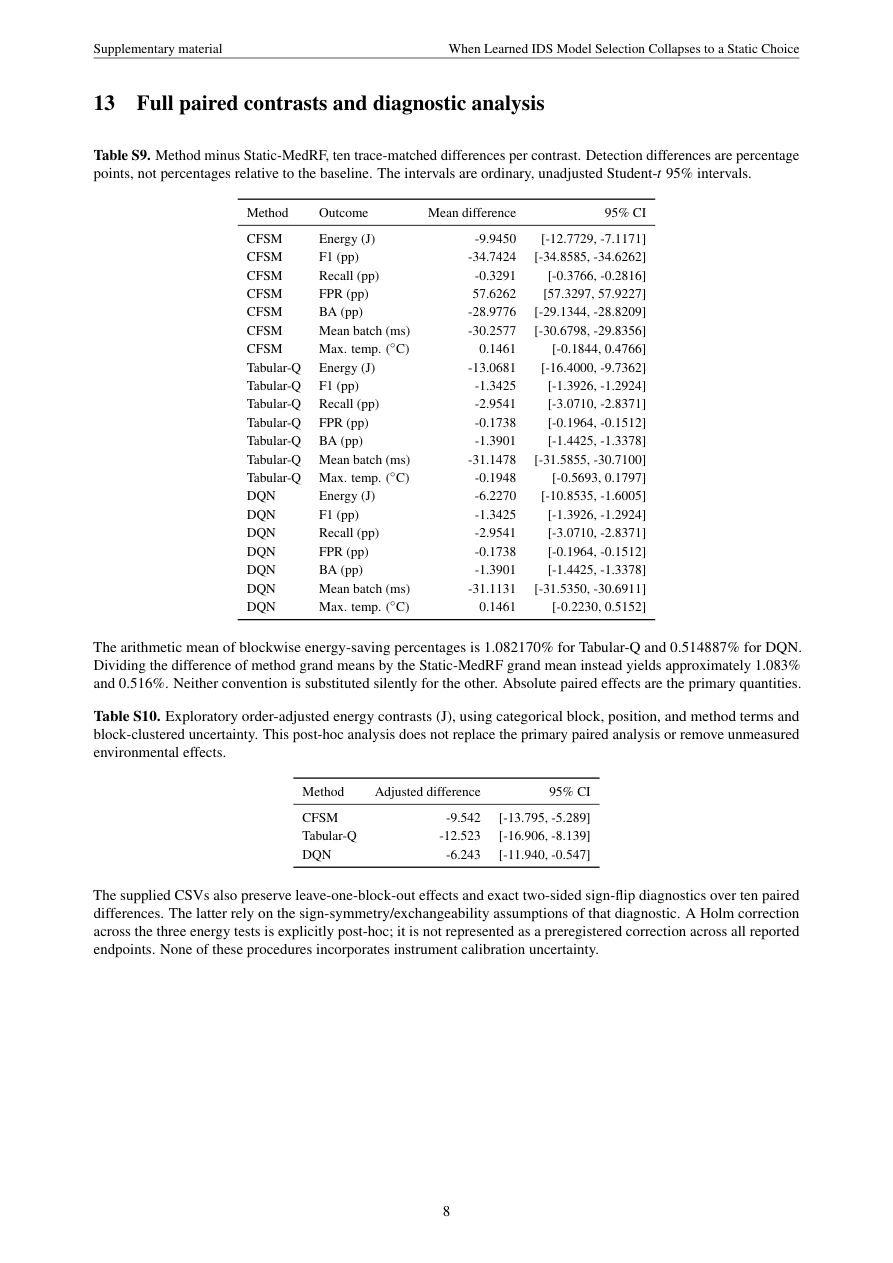 Supplementary material When Learned IDS Model Selection Collapses to a Static Choice
13 Full paired contrasts and diagnostic analysis
Table S9. Method minus Static-MedRF, ten trace-matched differences per contrast. Detection differences are percentage
points, not percentages relative to the baseline. The intervals are ordinary, unadjusted Student-t 95% intervals.
Method Outcome Mean difference 95% CI
CFSM Energy (J) -9.9450 [-12.7729, -7.1171]
CFSM F1 (pp) -34.7424 [-34.8585, -34.6262]
CFSM Recall (pp) -0.3291 [-0.3766, -0.2816]
CFSM FPR (pp) 57.6262 [57.3297, 57.9227]
CFSM BA (pp) -28.9776 [-29.1344, -28.8209]
CFSM Mean batch (ms) -30.2577 [-30.6798, -29.8356]
CFSM Max. temp. (°C) 0.1461 [-0.1844, 0.4766]
Tabular-Q Energy (J) -13.0681 [-16.4000, -9.7362]
Tabular-Q F1 (pp) -1.3425 [-1.3926, -1.2924]
Tabular-Q Recall (pp) -2.9541 [-3.0710, -2.8371]
Tabular-Q FPR (pp) -0.1738 [-0.1964, -0.1512]
Tabular-Q BA (pp) -1.3901 [-1.4425, -1.3378]
Tabular-Q Mean batch (ms) -31.1478 [-31.5855, -30.7100]
Tabular-Q Max. temp. (°C) -0.1948 [-0.5693, 0.1797]
DQN Energy (J) -6.2270 [-10.8535, -1.6005]
DQN F1 (pp) -1.3425 [-1.3926, -1.2924]
DQN Recall (pp) -2.9541 [-3.0710, -2.8371]
DQN FPR (pp) -0.1738 [-0.1964, -0.1512]
DQN BA (pp) -1.3901 [-1.4425, -1.3378]
DQN Mean batch (ms) -31.1131 [-31.5350, -30.6911]
DQN Max. temp. (°C) 0.1461 [-0.2230, 0.5152]
The arithmetic mean of blockwise energy-saving percentages is 1.082170% for Tabular-Q and 0.514887% for DQN.
Dividing the difference of method grand means by the Static-MedRF grand mean instead yields approximately 1.083%
and 0.516%. Neither convention is substituted silently for the other. Absolute paired effects are the primary quantities.
Table S10. Exploratory order-adjusted energy contrasts (J), using categorical block, position, and method terms and
block-clustered uncertainty. This post-hoc analysis does not replace the primary paired analysis or remove unmeasured
environmental effects.
Method Adjusted difference 95% CI
CFSM -9.542 [-13.795, -5.289]
Tabular-Q -12.523 [-16.906, -8.139]
DQN -6.243 [-11.940, -0.547]
The supplied CSVs also preserve leave-one-block-out effects and exact two-sided sign-flip diagnostics over ten paired
differences. The latter rely on the sign-symmetry/exchangeability assumptions of that diagnostic. A Holm correction
across the three energy tests is explicitly post-hoc; it is not represented as a preregistered correction across all reported
endpoints. None of these procedures incorporates instrument calibration uncertainty.
8